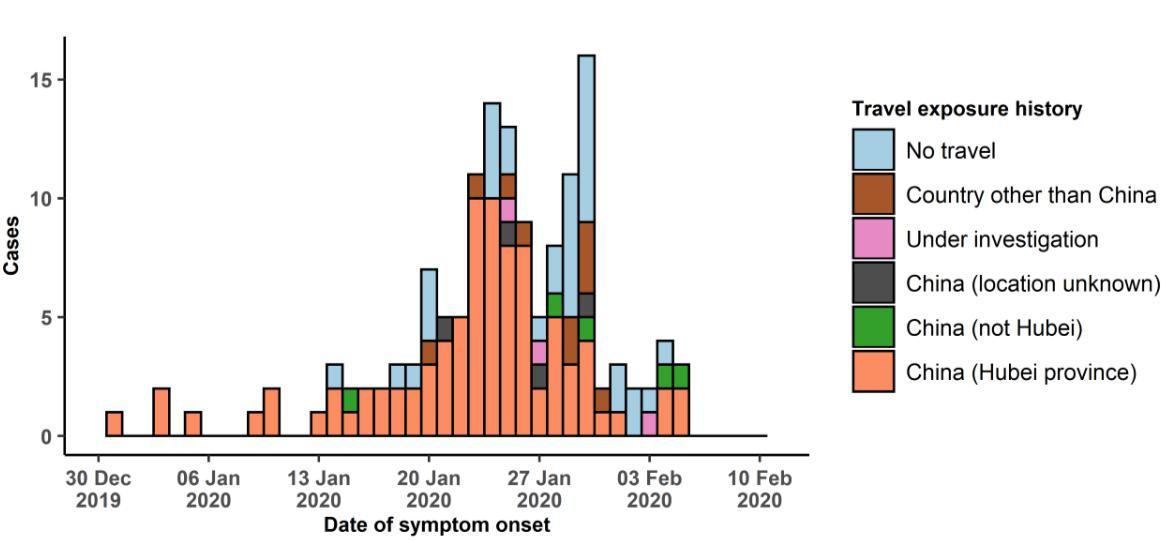 Cases
15
10
5
0
30 Dec
2019
06 Jan
2020
13 Jan
2020
20 Jan
2020
27 Jan
2020
03 Feb
2020
10 Feb
2020
Date of symptom onset
Travel exposure history
No travel
Country other than China
Under investigation
China (location unknown)
China (not Hubei)
China (Hubei province)